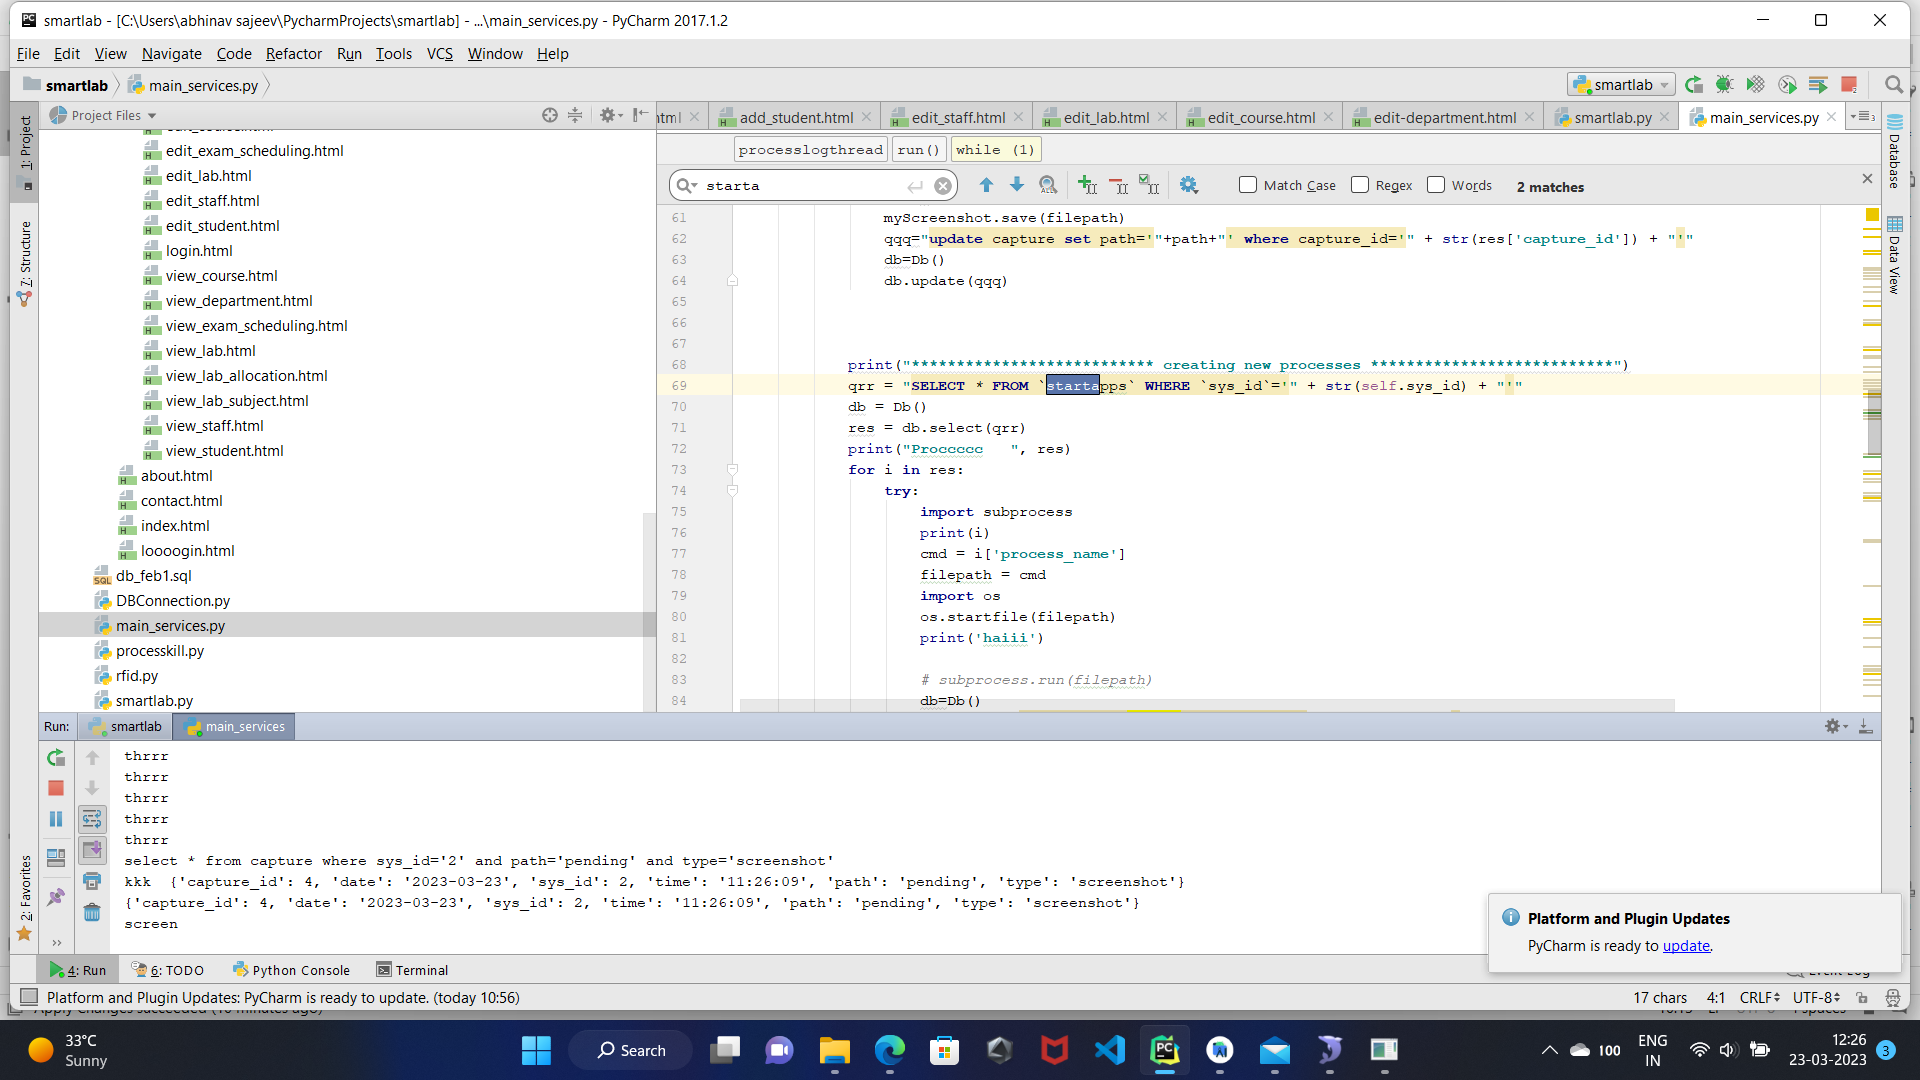 smartlab - [C:\Users\abhinav sajeev\PycharmProjects\smartlab] - ...\main_services.py - PyCharm 2017.1.2
File Edit View Navigate Code Refactor Run Tools VCS Window Help
smartlab main_services.py
smartlab
Project Files
add_student.html edit_staff.html edit_lab.html edit_course.html edit-department.html smartlab.py main_services.py
1: Project
7: Structure
2: Favorites
Database
Data View
edit_exam_scheduling.html
edit_lab.html
edit_staff.html
edit_student.html
login.html
view_course.html
view_department.html
view_exam_scheduling.html
view_lab.html
view_lab_allocation.html
view_lab_subject.html
view_staff.html
view_student.html
about.html
contact.html
index.html
loooogin.html
db_feb1.sql
DBConnection.py
main_services.py
processkill.py
rfid.py
smartlab.py
processlogthread run() while (1)
starta Match Case Regex Words 2 matches
61 myScreenshot.save(filepath)
62 qqq="update capture set path='"+path+"' where capture_id='" + str(res['capture_id']) + "'"
63 db=Db()
64 db.update(qqq)
65
66
67
68 print("*************************** creating new processes ***************************")
69 qrr = "SELECT * FROM `startapps` WHERE `sys_id`='" + str(self.sys_id) + "'"
70 db = Db()
71 res = db.select(qrr)
72 print("Proccccc   ", res)
73 for i in res:
74 try:
75 import subprocess
76 print(i)
77 cmd = i['process_name']
78 filepath = cmd
79 import os
80 os.startfile(filepath)
81 print('haiii')
82
83 # subprocess.run(filepath)
84 db=Db()
Run: smartlab main_services
thrrr
thrrr
thrrr
thrrr
thrrr
select * from capture where sys_id='2' and path='pending' and type='screenshot'
kkk  {'capture_id': 4, 'date': '2023-03-23', 'sys_id': 2, 'time': '11:26:09', 'path': 'pending', 'type': 'screenshot'}
{'capture_id': 4, 'date': '2023-03-23', 'sys_id': 2, 'time': '11:26:09', 'path': 'pending', 'type': 'screenshot'}
screen
Platform and Plugin Updates
PyCharm is ready to update.
4: Run 6: TODO Python Console Terminal
Platform and Plugin Updates: PyCharm is ready to update. (today 10:56) 17 chars 4:1 CRLF UTF-8
33°C
Sunny
Search
100
ENG
IN
12:26
23-03-2023
3